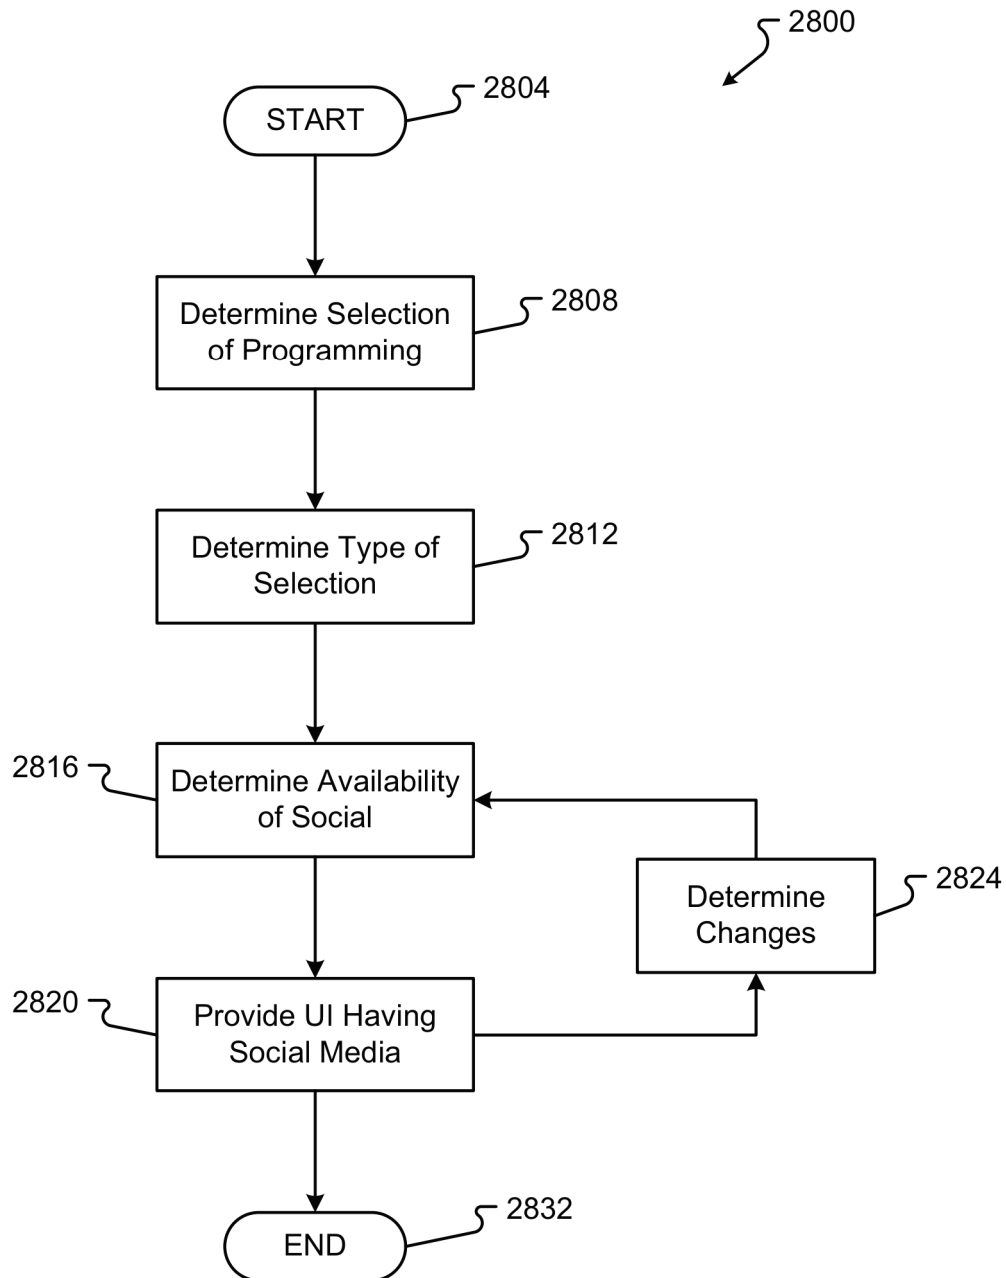 2800
START
2804
Determine Selection
of Programming
2808
Determine Type of
Selection
2812
2816
Determine Availability
of Social
Determine
Changes
2824
2820
Provide UI Having
Social Media
END
2832